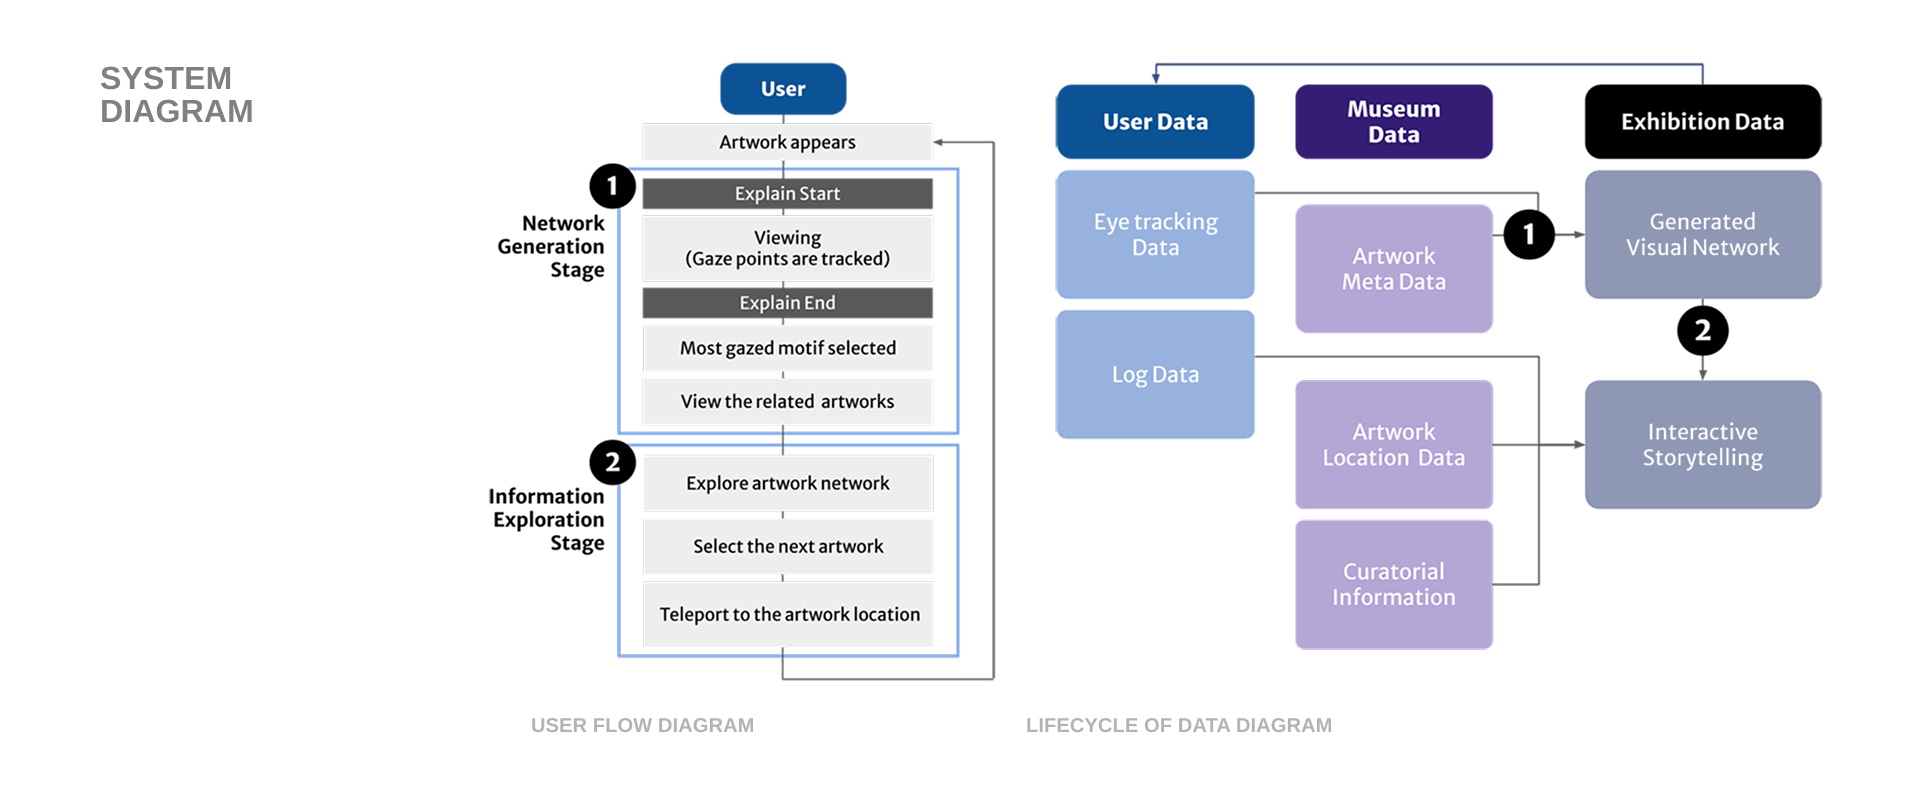 SYSTEM
DIAGRAM
User
Artwork appears
1
Network
Generation
Stage
Explain Start
Viewing
(Gaze points are tracked)
Explain End
Most gazed motif selected
View the related artworks
2
Information
Exploration
Stage
Explore artwork network
Select the next artwork
Teleport to the artwork location
USER FLOW DIAGRAM
User Data
Museum
Data
Exhibition Data
Eye tracking
Data
Log Data
Artwork
Meta Data
Artwork
Location Data
Curatorial
Information
1
Generated
Visual Network
2
Interactive
Storytelling
LIFECYCLE OF DATA DIAGRAM